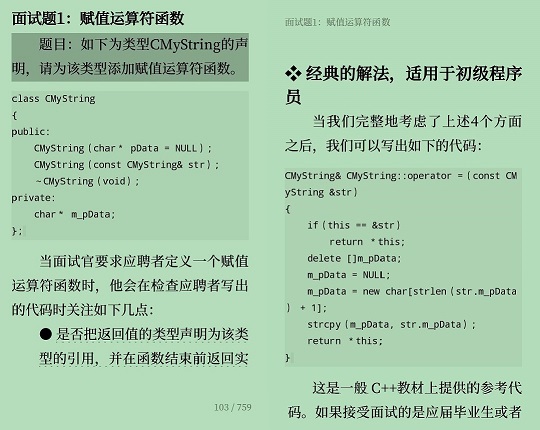 面试题1：赋值运算符函数
题目：如下为类型CMyString的声
明，请为该类型添加赋值运算符函数。
class CMyString
{
public:
    CMyString(char* pData = NULL);
    CMyString(const CMyString& str);
    ~CMyString(void);
private:
    char* m_pData;
};
当面试官要求应聘者定义一个赋值
运算符函数时，他会在检查应聘者写出
的代码时关注如下几点：
● 是否把返回值的类型声明为该类
型的引用，并在函数结束前返回实
103 / 759
面试题1：赋值运算符函数
❖ 经典的解法，适用于初级程序
员
当我们完整地考虑了上述4个方面
之后，我们可以写出如下的代码：
CMyString& CMyString::operator =(const CM
yString &str)
{
    if(this == &str)
        return *this;
    delete []m_pData;
    m_pData = NULL;
    m_pData = new char[strlen(str.m_pData
) + 1];
    strcpy(m_pData, str.m_pData);
    return *this;
}
这是一般 C++教材上提供的参考代
码。如果接受面试的是应届毕业生或者